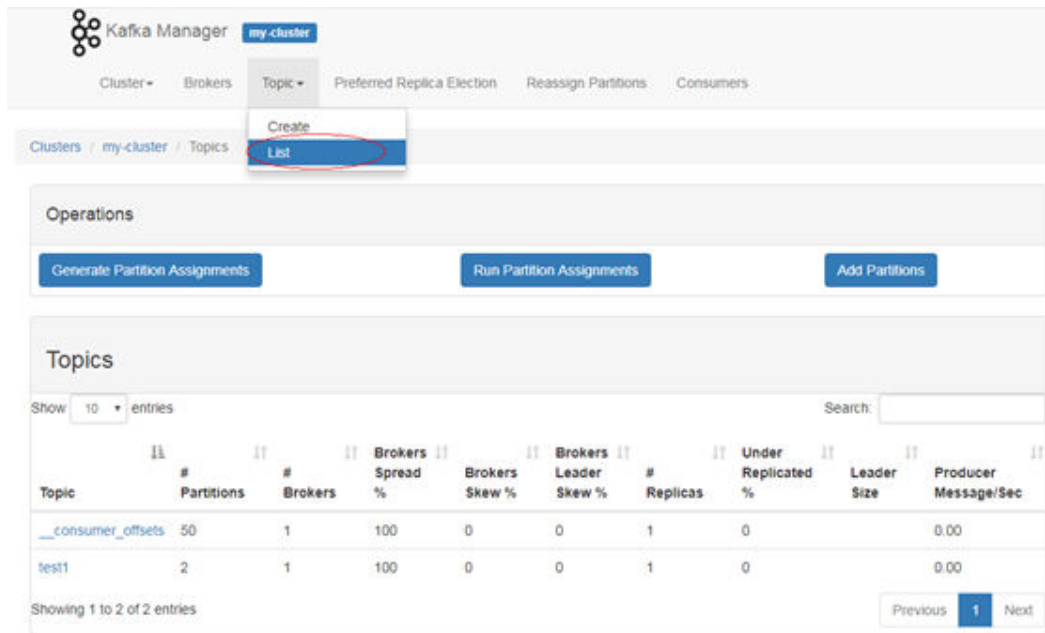 Kafka Manager my-cluster
Cluster Brokers Topic Preferred Replica Election Reassign Partitions Consumers
Create
List
Clusters / my-cluster / Topics
Operations
Generate Partition Assignments Run Partition Assignments Add Partitions
Topics
Show 10 entries Search:
Topic # Partitions # Brokers Brokers Spread % Brokers Skew % Brokers Leader Skew % # Replicas Under Replicated % Leader Size Producer Message/Sec
__consumer_offsets 50 1 100 0 0 1 0 0.00
test1 2 1 100 0 0 1 0 0.00
Showing 1 to 2 of 2 entries Previous 1 Next